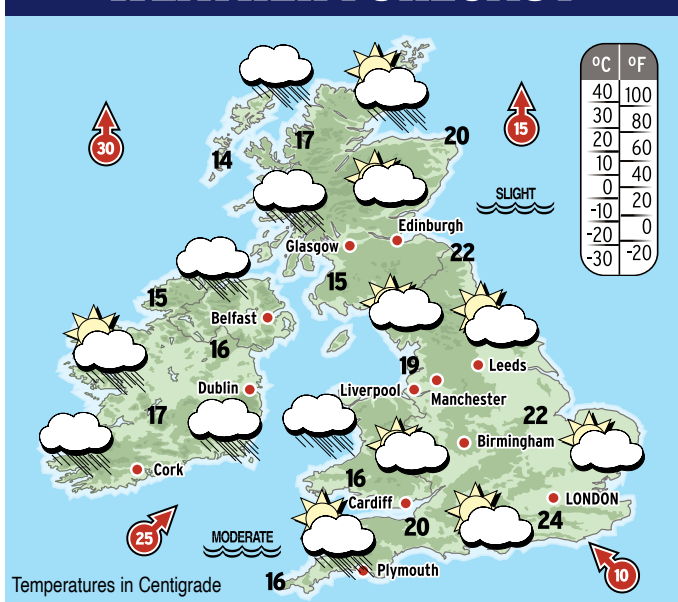 WEATHER FORECAST
°C °F
40 100
30 80
20 60
10 40
0 20
-10 0
-20 -20
-30
30
15
17
20
14
SLIGHT
Edinburgh
Glasgow
22
15
15
Belfast
16
19
Leeds
Dublin
Liverpool
Manchester
17
22
Birmingham
Cork
16
Cardiff
LONDON
20
24
25
MODERATE
Plymouth
10
Temperatures in Centigrade
16